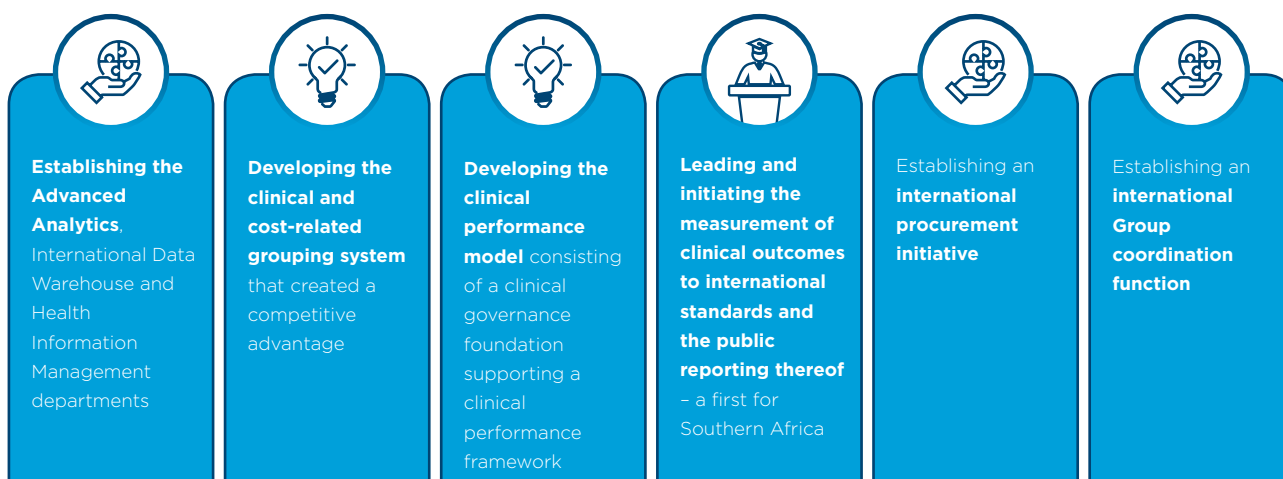 Establishing the
Advanced
Analytics,
International Data
Warehouse and
Health
Information
Management
departments
Developing the
clinical and
cost-related
grouping system
that created a
competitive
advantage
Developing the
clinical
performance
model consisting
of a clinical
governance
foundation
supporting a
clinical
performance
framework
Leading and
initiating the
measurement of
clinical outcomes
to international
standards and
the public
reporting thereof
– a first for
Southern Africa
Establishing an
international
procurement
initiative
Establishing an
international
Group
coordination
function